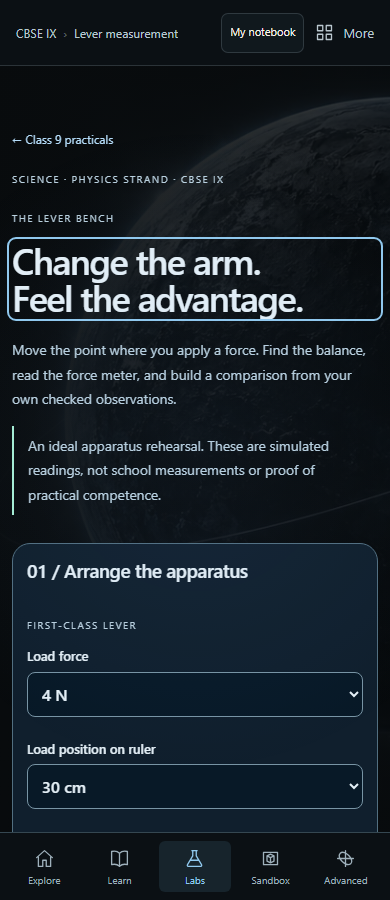 CBSE IX › Lever measurement
My notebook
More
← Class 9 practicals
SCIENCE · PHYSICS STRAND · CBSE IX
THE LEVER BENCH
Change the arm.
Feel the advantage.
Move the point where you apply a force. Find the balance,
read the force meter, and build a comparison from your
own checked observations.
An ideal apparatus rehearsal. These are simulated
readings, not school measurements or proof of
practical competence.
01 / Arrange the apparatus
FIRST-CLASS LEVER
Load force
4 N
Load position on ruler
30 cm
Explore
Learn
Labs
Sandbox
Advanced